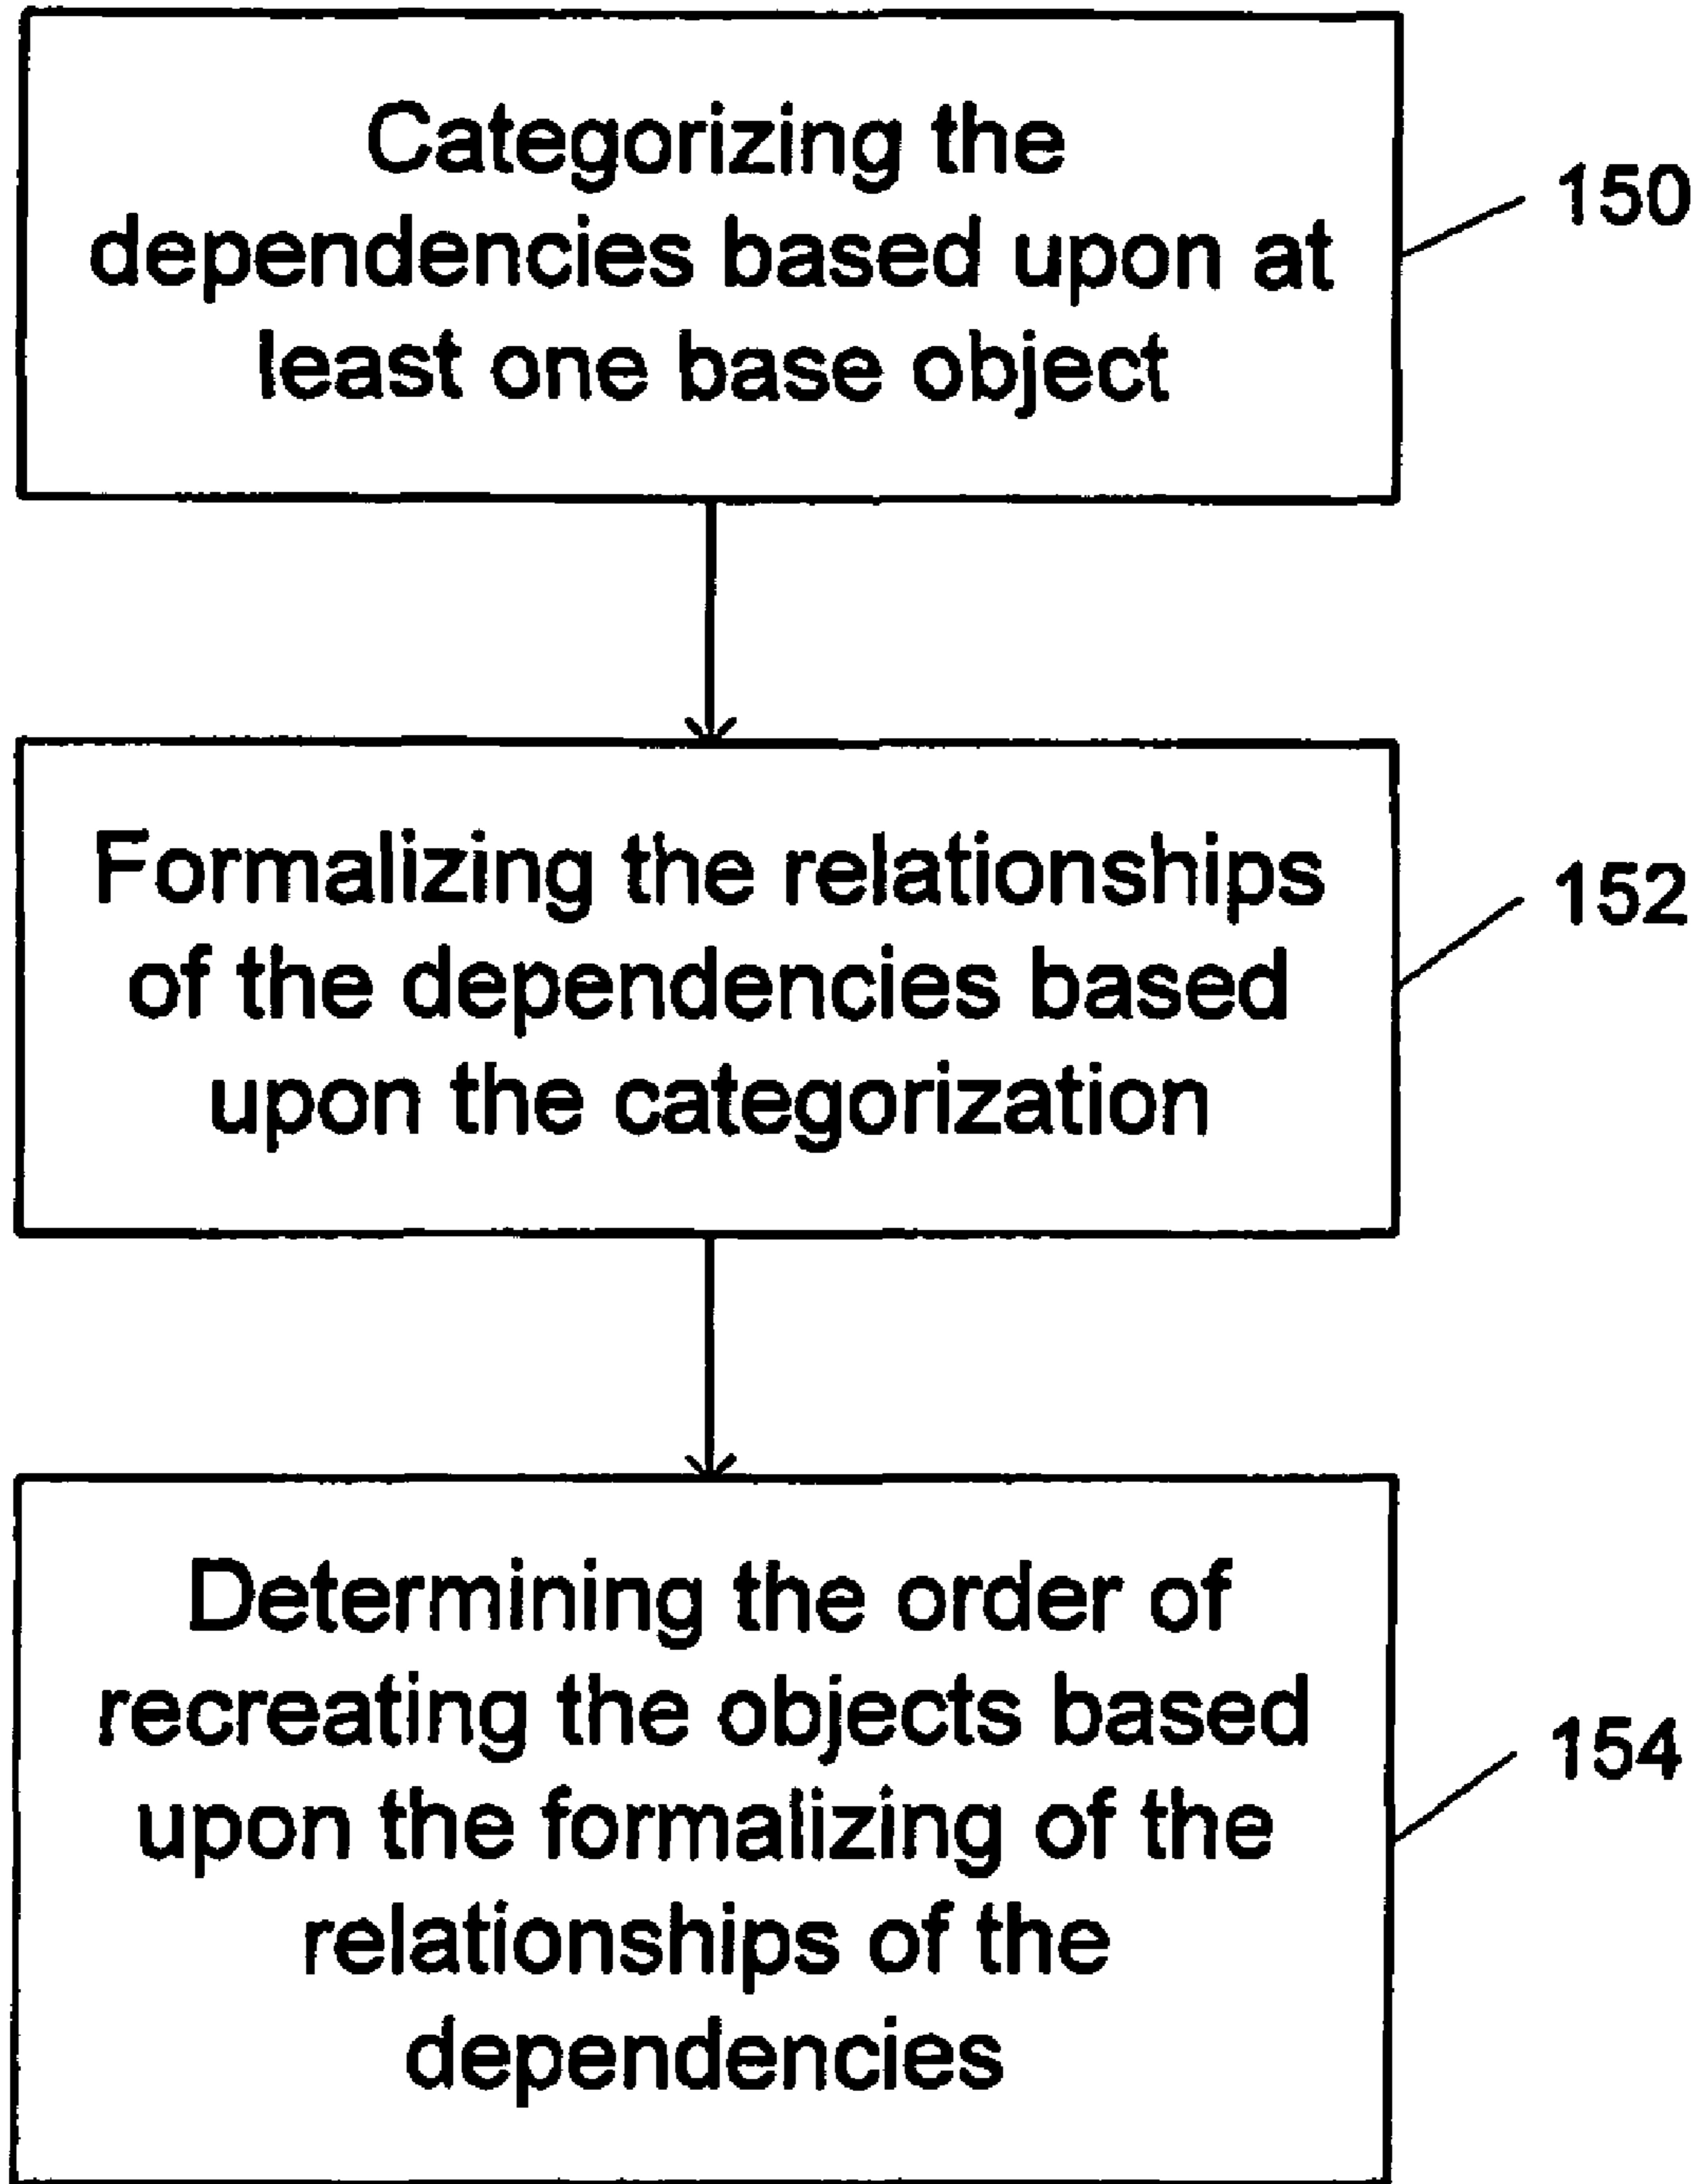 Categorizing the
dependencies based upon at
least one base object
150
Formalizing the relationships
of the dependencies based
upon the categorization
152
Determining the order of
recreating the objects based
upon the formalizing of the
relationships of the
dependencies
154